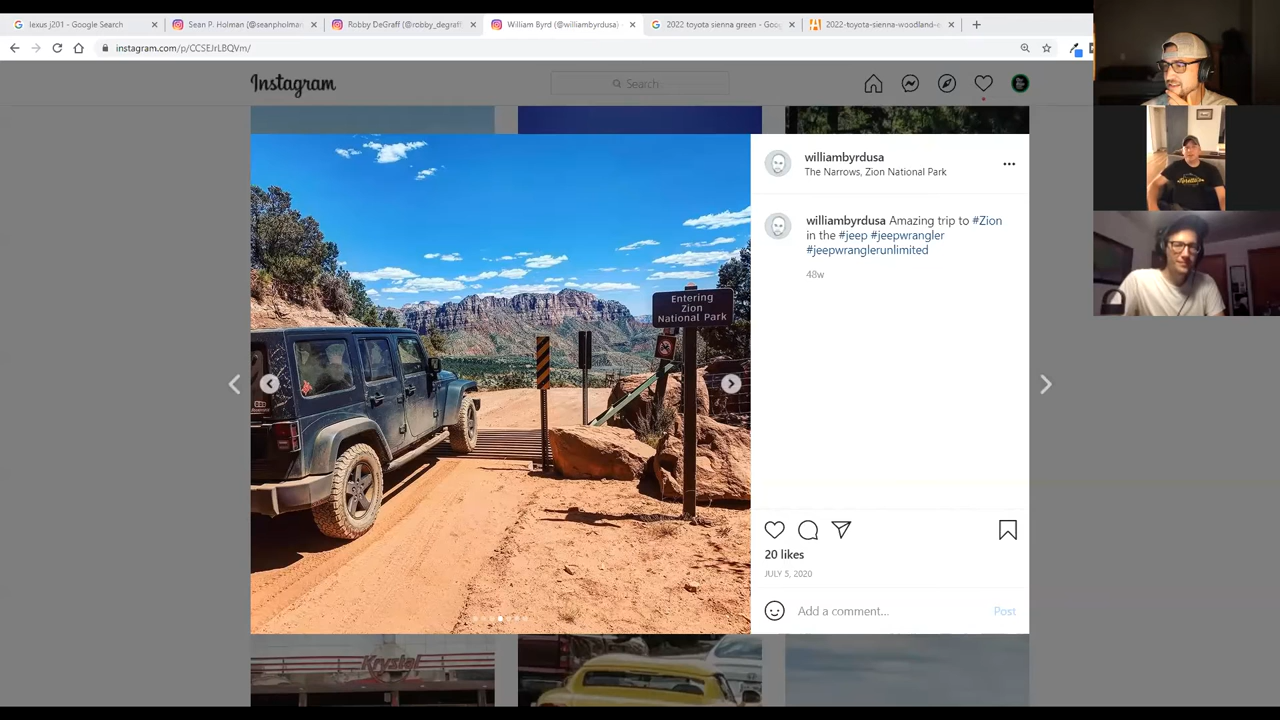 lexus j201 - Google Search
Sean P. Holman (@seanpholman
Robby DeGraff (@robby_degraff
William Byrd (@williambyrdusa)
2022 toyota sienna green - Goo
2022-toyota-sienna-woodland-e
instagram.com/p/CCSEJrLBQVm/
Instagram
Search
williambyrdusa
The Narrows, Zion National Park
williambyrdusa Amazing trip to #Zion
in the #jeep #jeepwrangler
#jeepwranglerunlimited
48w
Entering
Zion
National Park
20 likes
JULY 5, 2020
Add a comment...
Post
Krystal